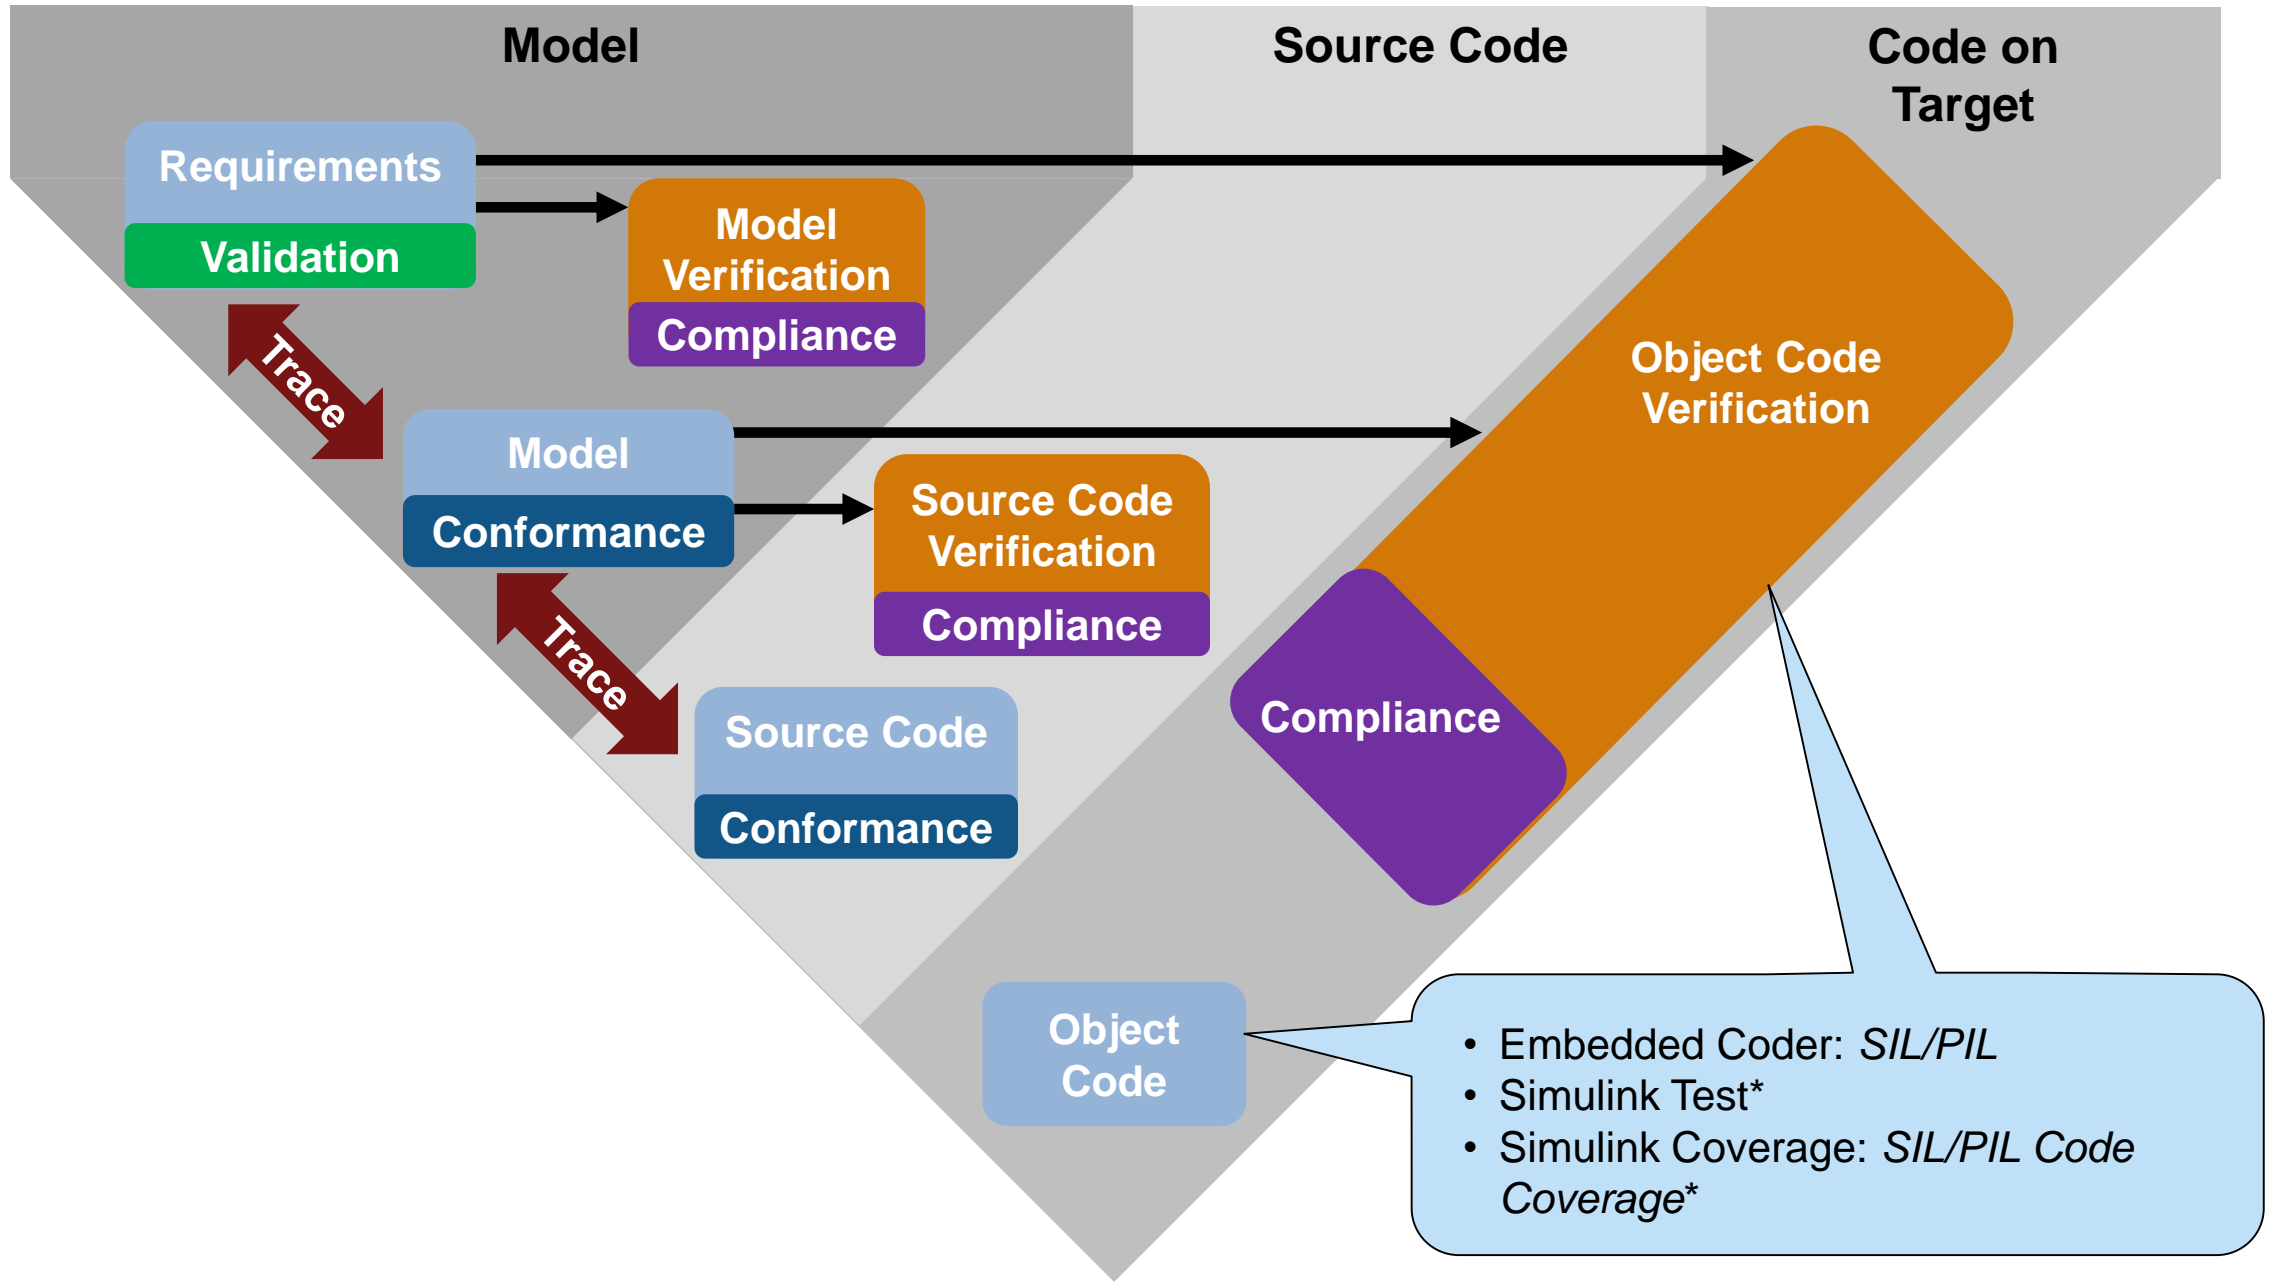 Model
Source Code
Code on
Target
Requirements
Validation
Model
Verification
Compliance
Trace
Object Code
Verification
Model
Conformance
Source Code
Verification
Compliance
Trace
Compliance
Source Code
Conformance
Object
Code
• Embedded Coder: SIL/PIL
• Simulink Test*
• Simulink Coverage: SIL/PIL Code
Coverage*